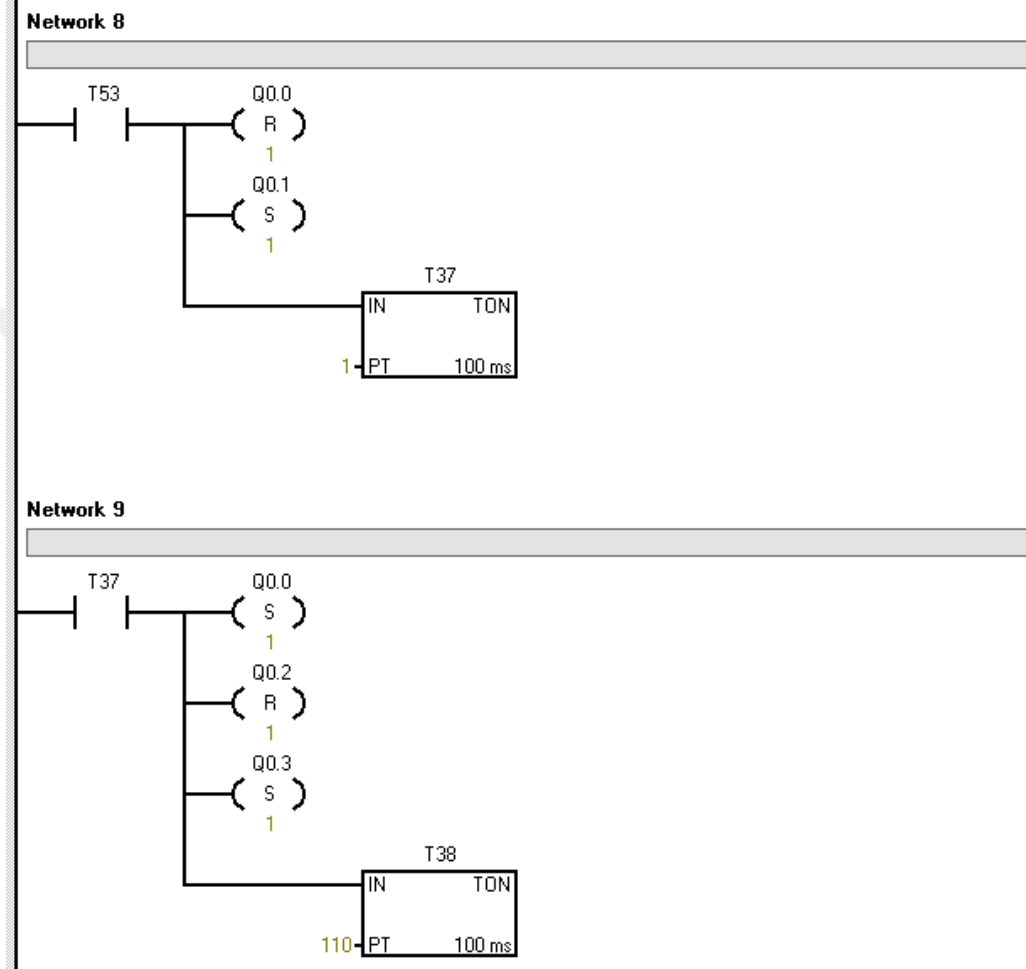 Network 8
T53 Q0.0
R
1
Q0.1
S
1
T37
IN TON
1 PT 100 ms
Network 9
T37 Q0.0
S
1
Q0.2
R
1
Q0.3
S
1
T38
IN TON
110 PT 100 ms